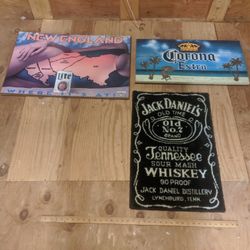 NEW ENGLAND
Lite
Corona
Extra
JACK DANIEL'S
OLD TIME
Old
No. 7
BRAND
QUALITY
Tennessee
SOUR MASH
WHISKEY
90 PROOF
JACK DANIEL DISTILLERY
LYNCHBURG, TENN.